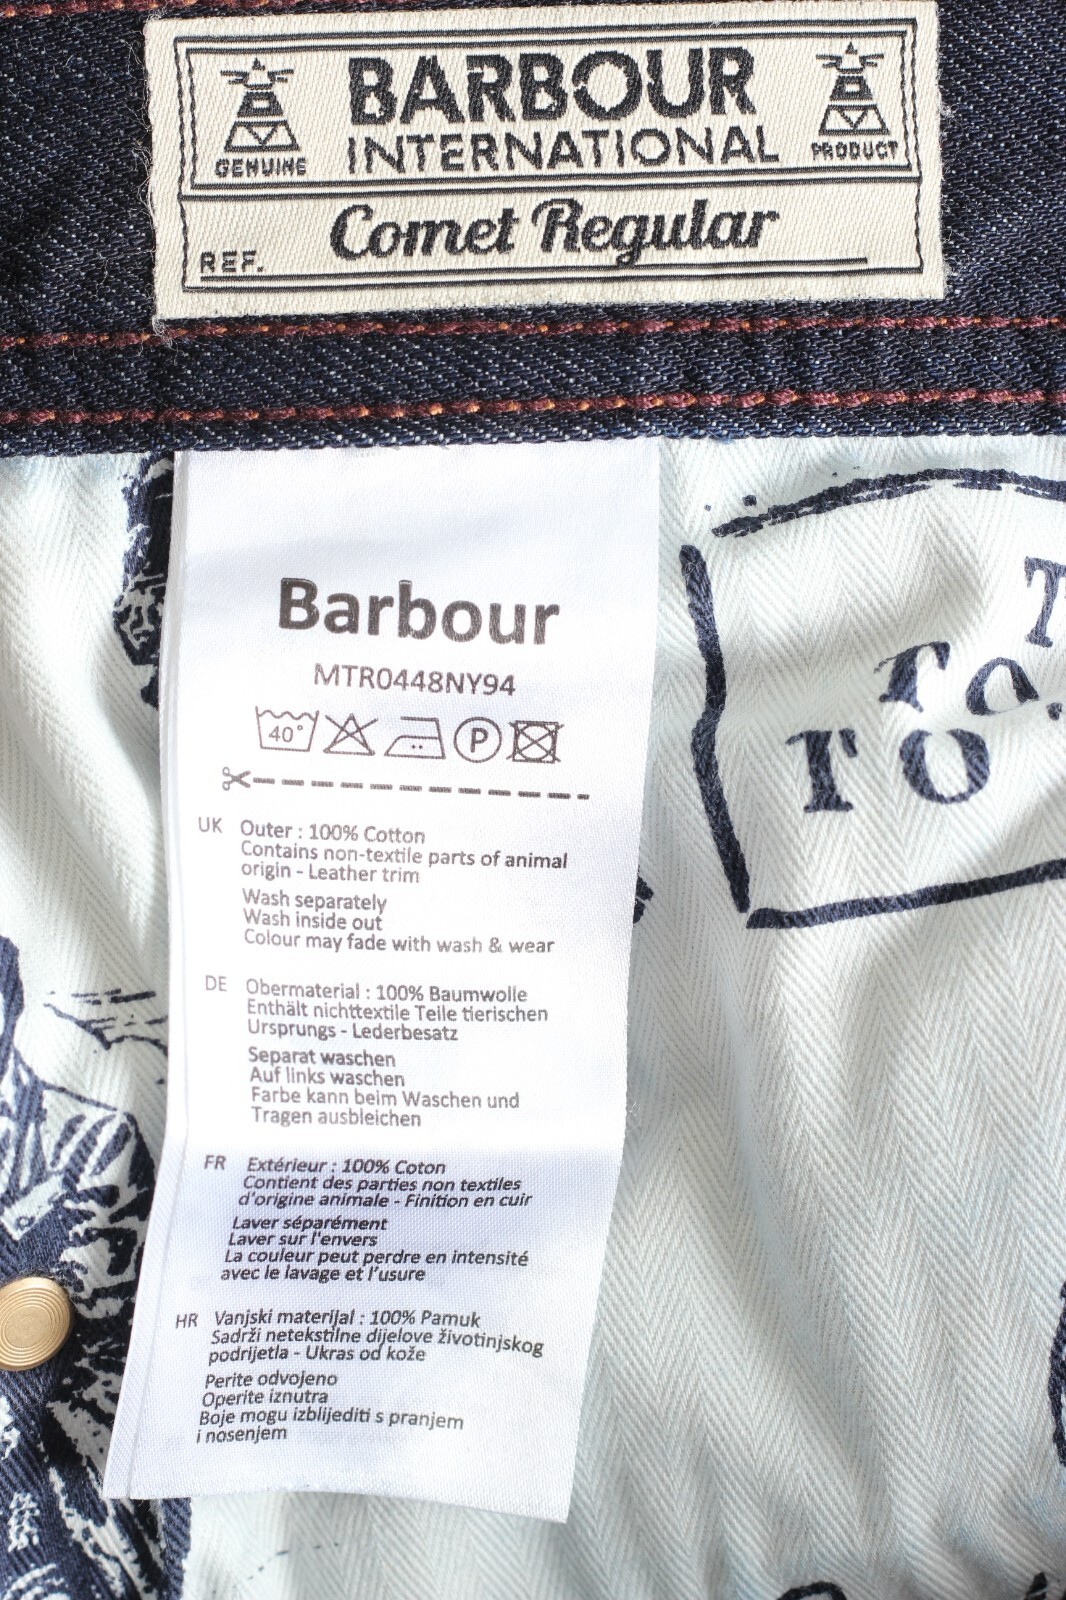 BARBOUR
INTERNATIONAL
GENUINE
PRODUCT
Comet Regular
REF.
Barbour
MTR0448NY94
40°
P
UK Outer : 100% Cotton
Contains non-textile parts of animal
origin - Leather trim
Wash separately
Wash inside out
Colour may fade with wash & wear
DE Obermaterial : 100% Baumwolle
Enthält nichttextile Teile tierischen
Ursprungs - Lederbesatz
Separat waschen
Auf links waschen
Farbe kann beim Waschen und
Tragen ausbleichen
FR Extérieur : 100% Coton
Contient des parties non textiles
d'origine animale - Finition en cuir
Laver séparément
Laver sur l'envers
La couleur peut perdre en intensité
avec le lavage et l'usure
HR Vanjski materijal : 100% Pamuk
Sadrži netekstilne dijelove životinjskog
podrijetla - Ukras od kože
Perite odvojeno
Operite iznutra
Boje mogu izblijediti s pranjem
i nosenjem
TO